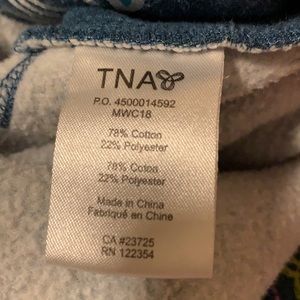 TNA
P.O. 4500014592
MWC18
78% Cotton
22% Polyester
78% Coton
22% Polyester
Made in China
Fabriqué en Chine
CA #23725
RN 122354